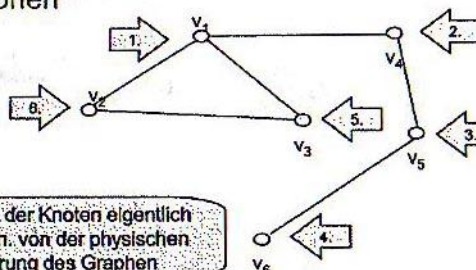 onen
1.
v₁
2.
v₄
6.
v₂
5.
v₃
3.
v₅
der Knoten eigentlich
n. von der physischen
rung des Graphen
4.
v₆